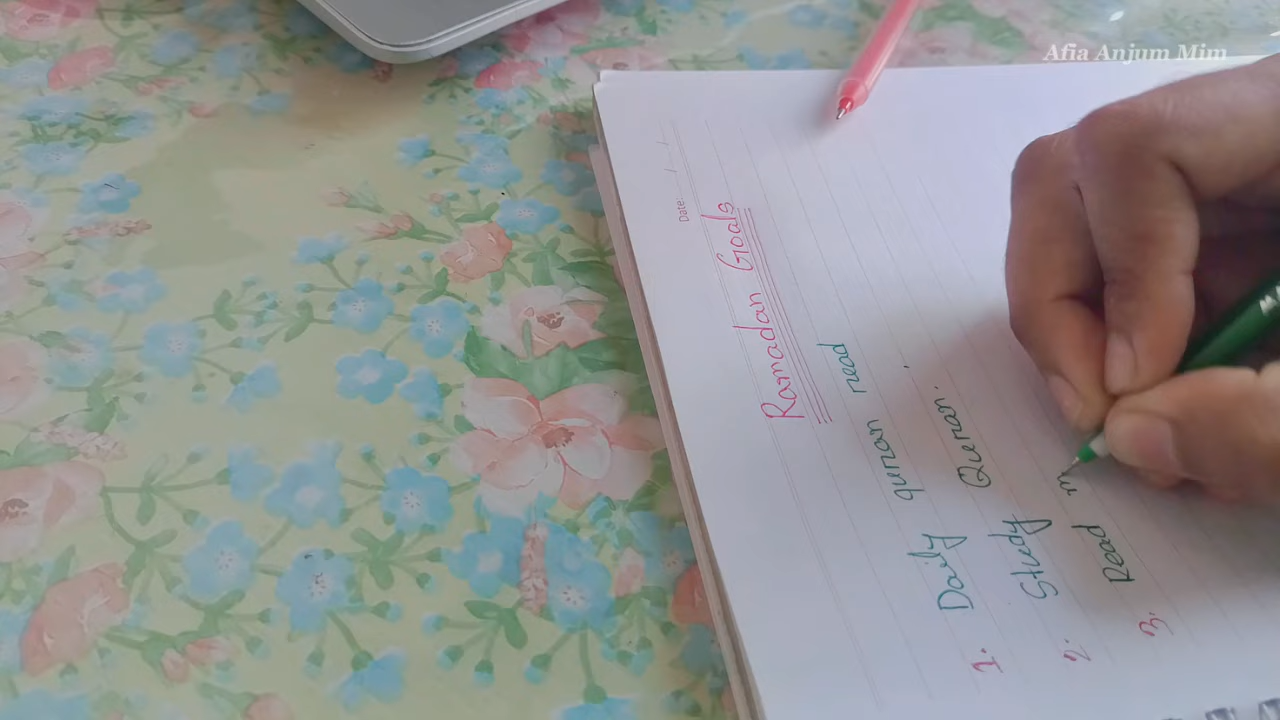 Afia Anjum Mim
Date: / /
Ramadan Goals
1. Daily quran read
2. Study Quran.
3. Read m